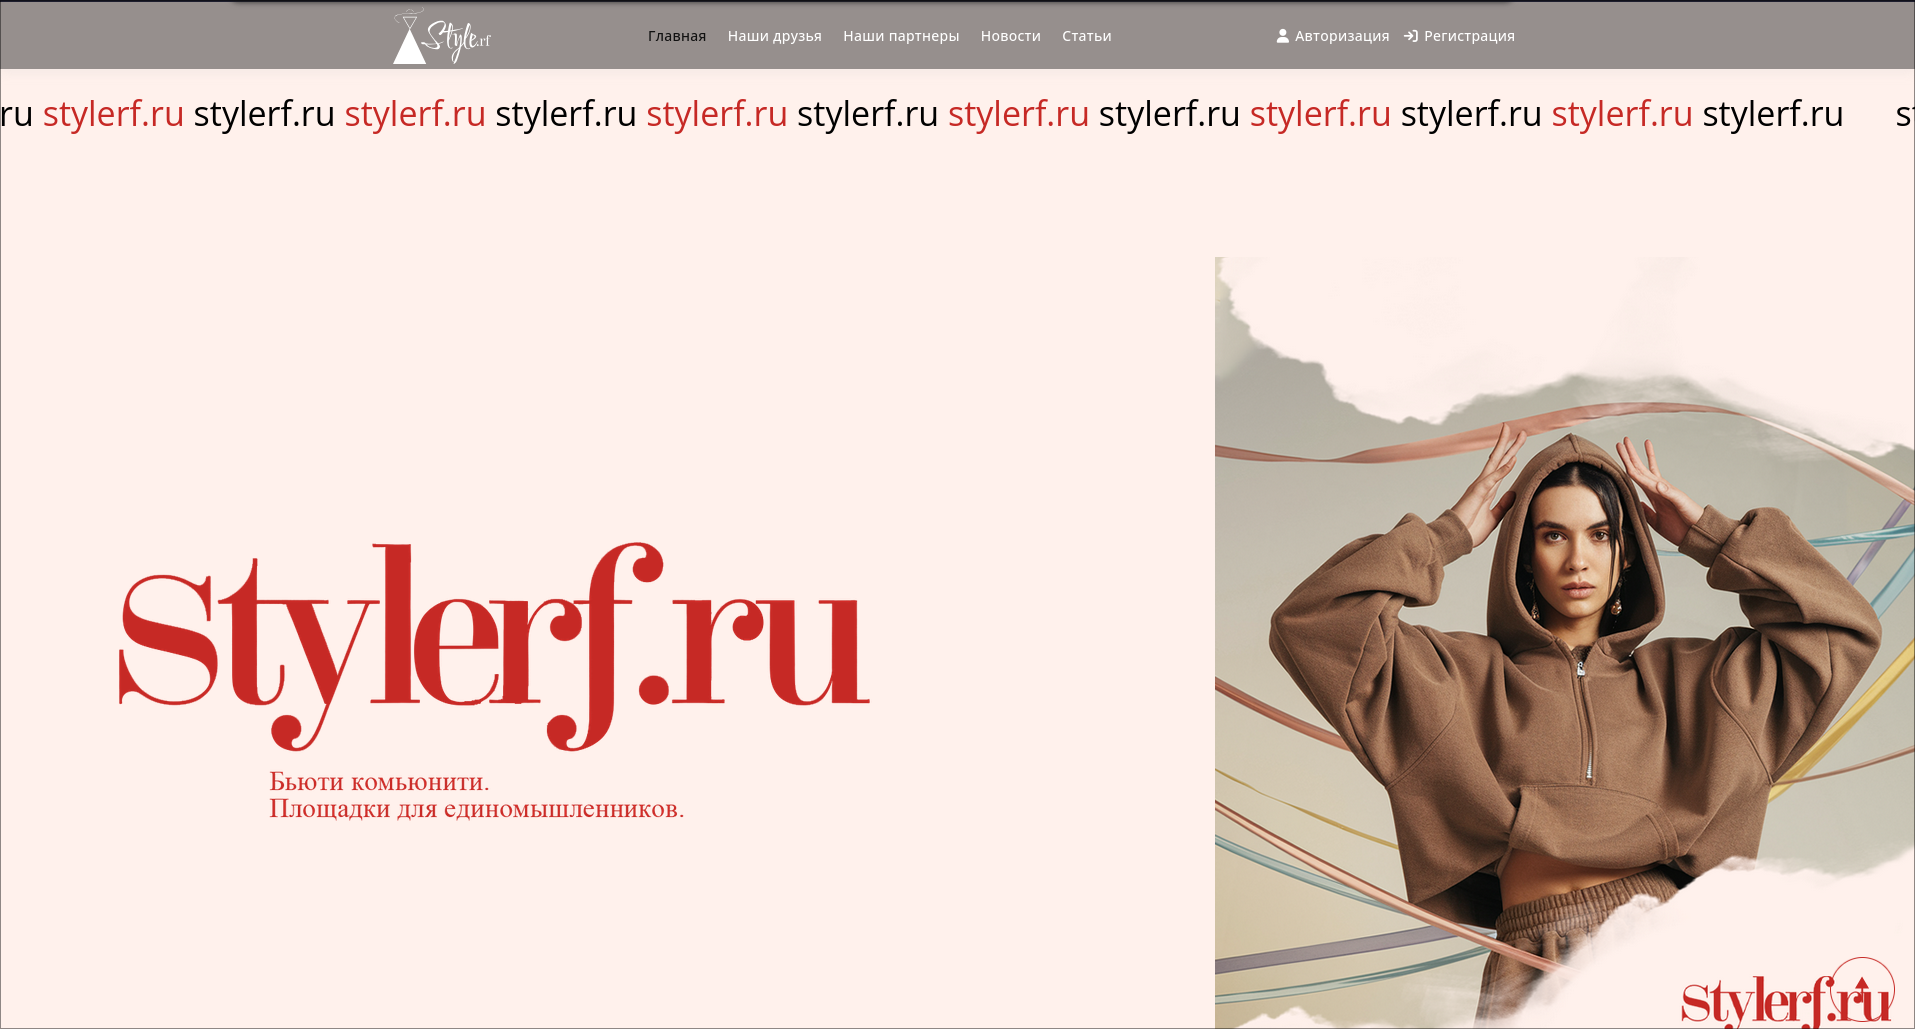 Style.rf
Главная Наши друзья Наши партнеры Новости Статьи Авторизация Регистрация
ru stylerf.ru stylerf.ru stylerf.ru stylerf.ru stylerf.ru stylerf.ru stylerf.ru stylerf.ru stylerf.ru stylerf.ru stylerf.ru stylerf.ru st
stylerf.ru
Бьюти комьюнити.
Площадки для единомышленников.
stylerf.ru